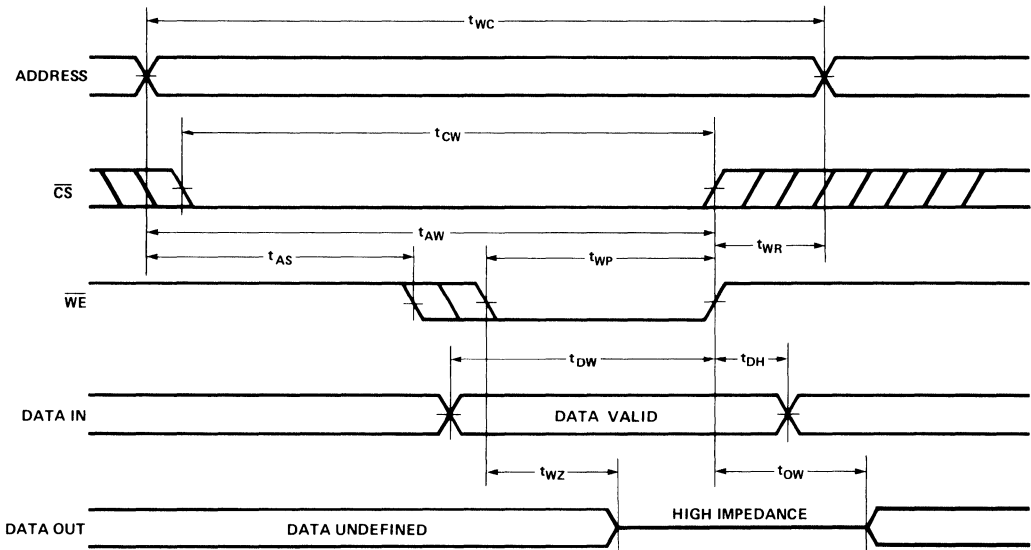 tWC
ADDRESS
tCW
CS
tAW
tWR
tAS
tWP
WE
tDW
tDH
DATA IN
DATA VALID
tWZ
tOW
HIGH IMPEDANCE
DATA OUT
DATA UNDEFINED